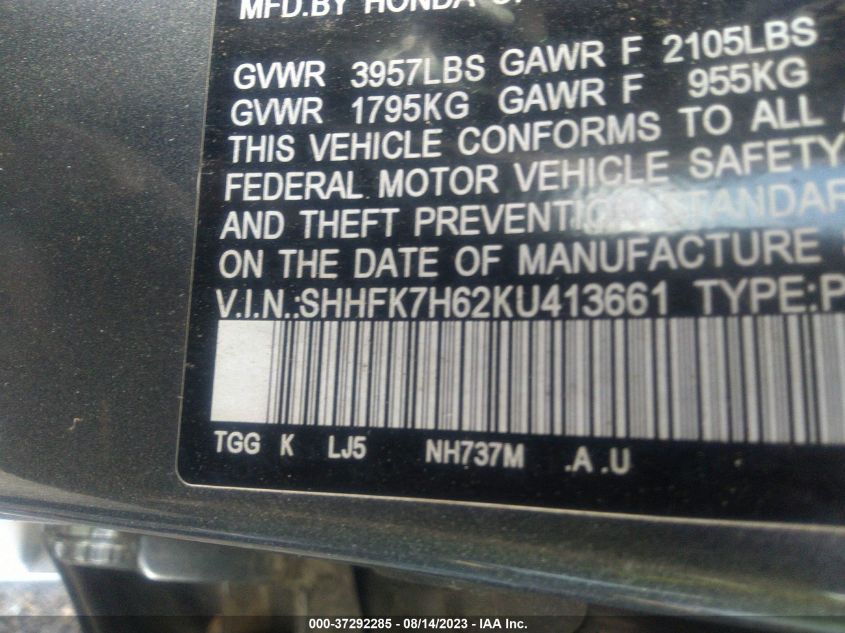 MFD.BY HONDA
GVWR 3957LBS GAWR F 2105LBS
GVWR 1795KG GAWR F 955KG
THIS VEHICLE CONFORMS TO ALL
FEDERAL MOTOR VEHICLE SAFETY
AND THEFT PREVENTION STANDAR
ON THE DATE OF MANUFACTURE
V.I.N.:SHHFK7H62KU413661 TYPE:P
TGG K LJ5 NH737M .A .U
000-37292285 - 08/14/2023 - IAA Inc.